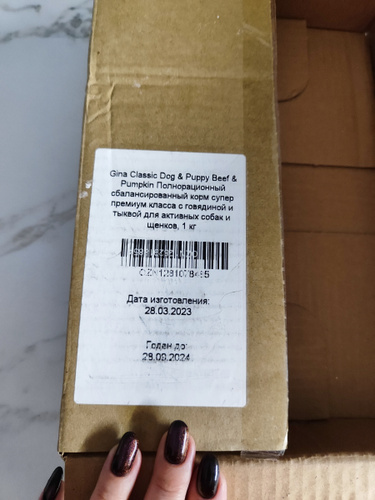 Gina Classic Dog & Puppy Beef &
Pumpkin Полнорационный
сбалансированный корм супер
премиум класса с говядиной и
тыквой для активных собак и
щенков, 1 кг
Дата изготовления:
28.03.2023
Годен до:
28.09.2024